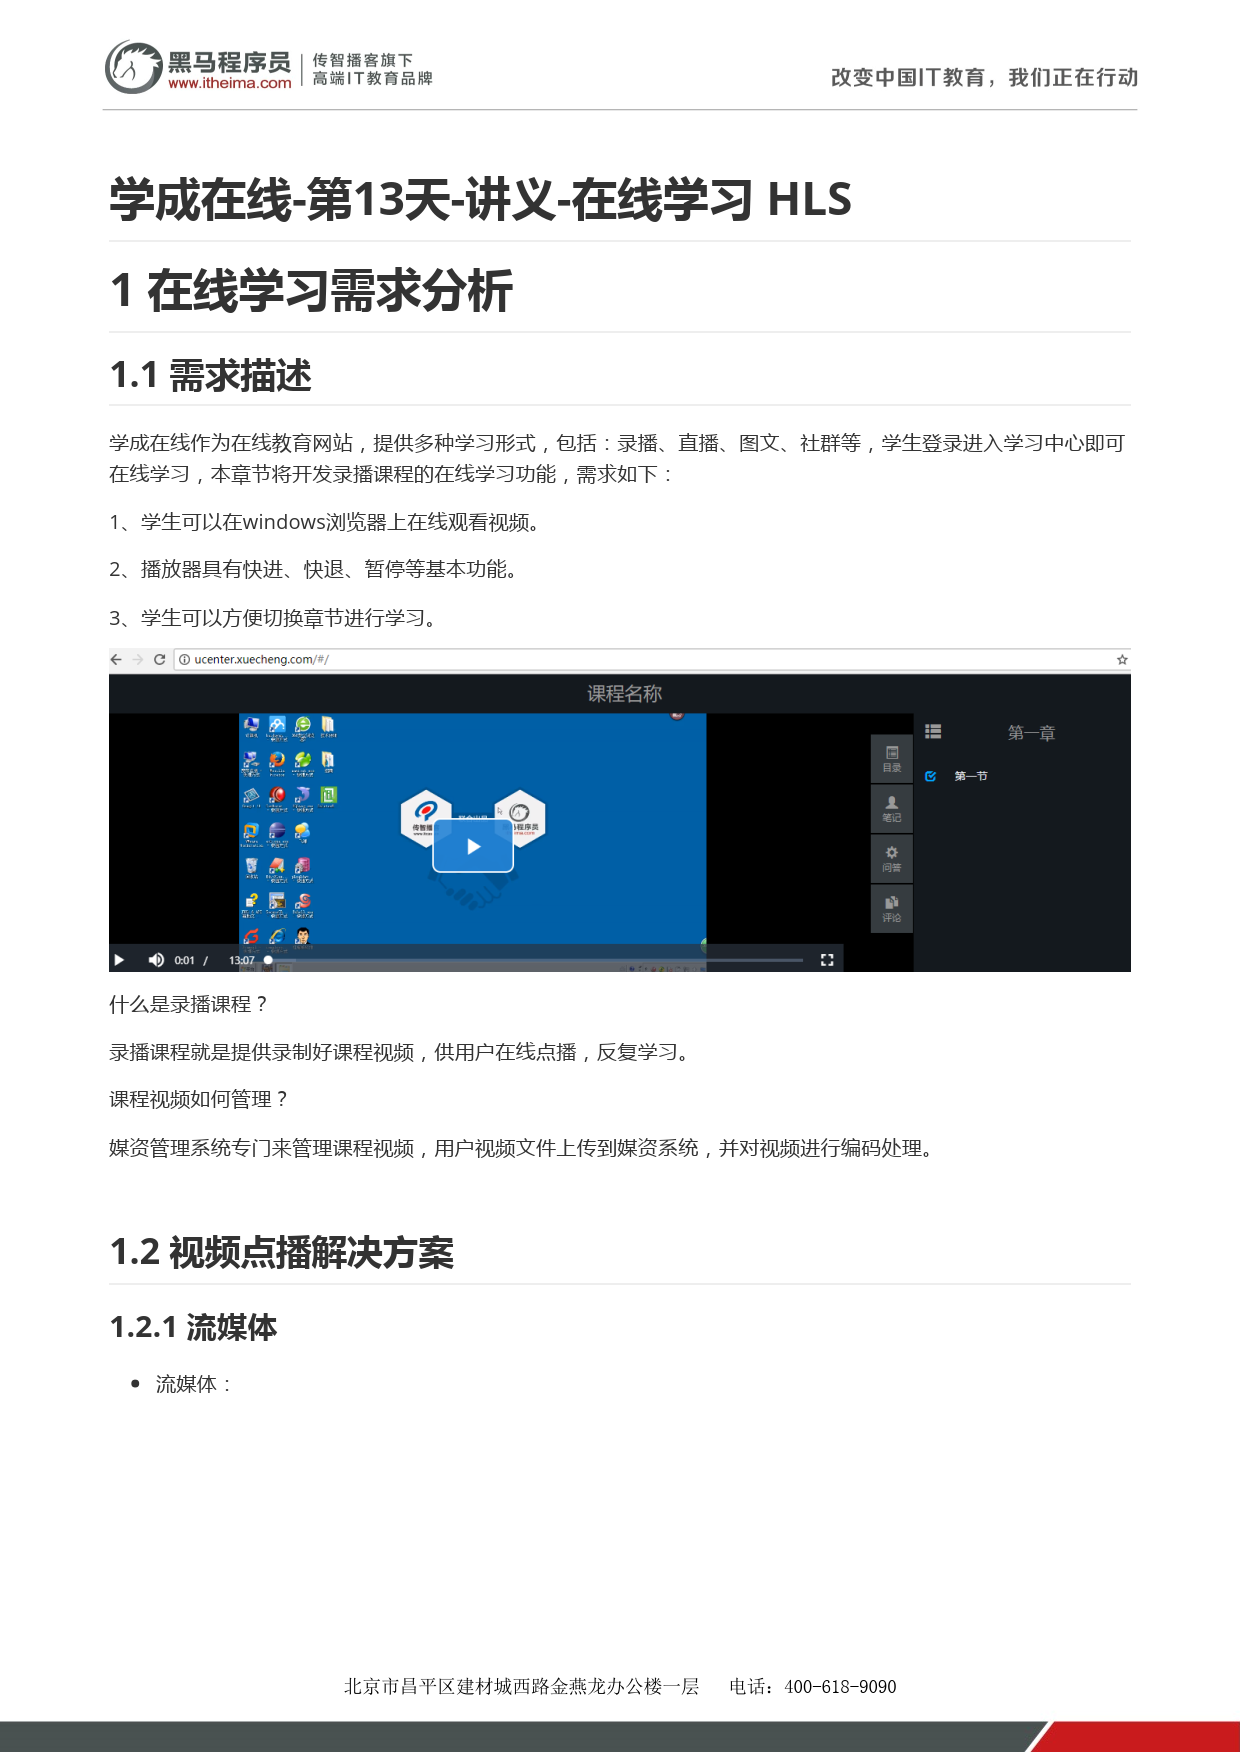 黑马程序员
www.itheima.com
传智播客旗下
高端IT教育品牌
改变中国IT教育，我们正在行动
学成在线-第13天-讲义-在线学习 HLS
1 在线学习需求分析
1.1 需求描述
学成在线作为在线教育网站，提供多种学习形式，包括：录播、直播、图文、社群等，学生登录进入学习中心即可
在线学习，本章节将开发录播课程的在线学习功能，需求如下：
1、学生可以在windows浏览器上在线观看视频。
2、播放器具有快进、快退、暂停等基本功能。
3、学生可以方便切换章节进行学习。
ucenter.xuecheng.com/#/
课程名称
第一章
目录
第一节
笔记
问答
评论
0:01 / 13:07
什么是录播课程？
录播课程就是提供录制好课程视频，供用户在线点播，反复学习。
课程视频如何管理？
媒资管理系统专门来管理课程视频，用户视频文件上传到媒资系统，并对视频进行编码处理。
1.2 视频点播解决方案
1.2.1 流媒体
流媒体：
北京市昌平区建材城西路金燕龙办公楼一层 电话：400-618-9090